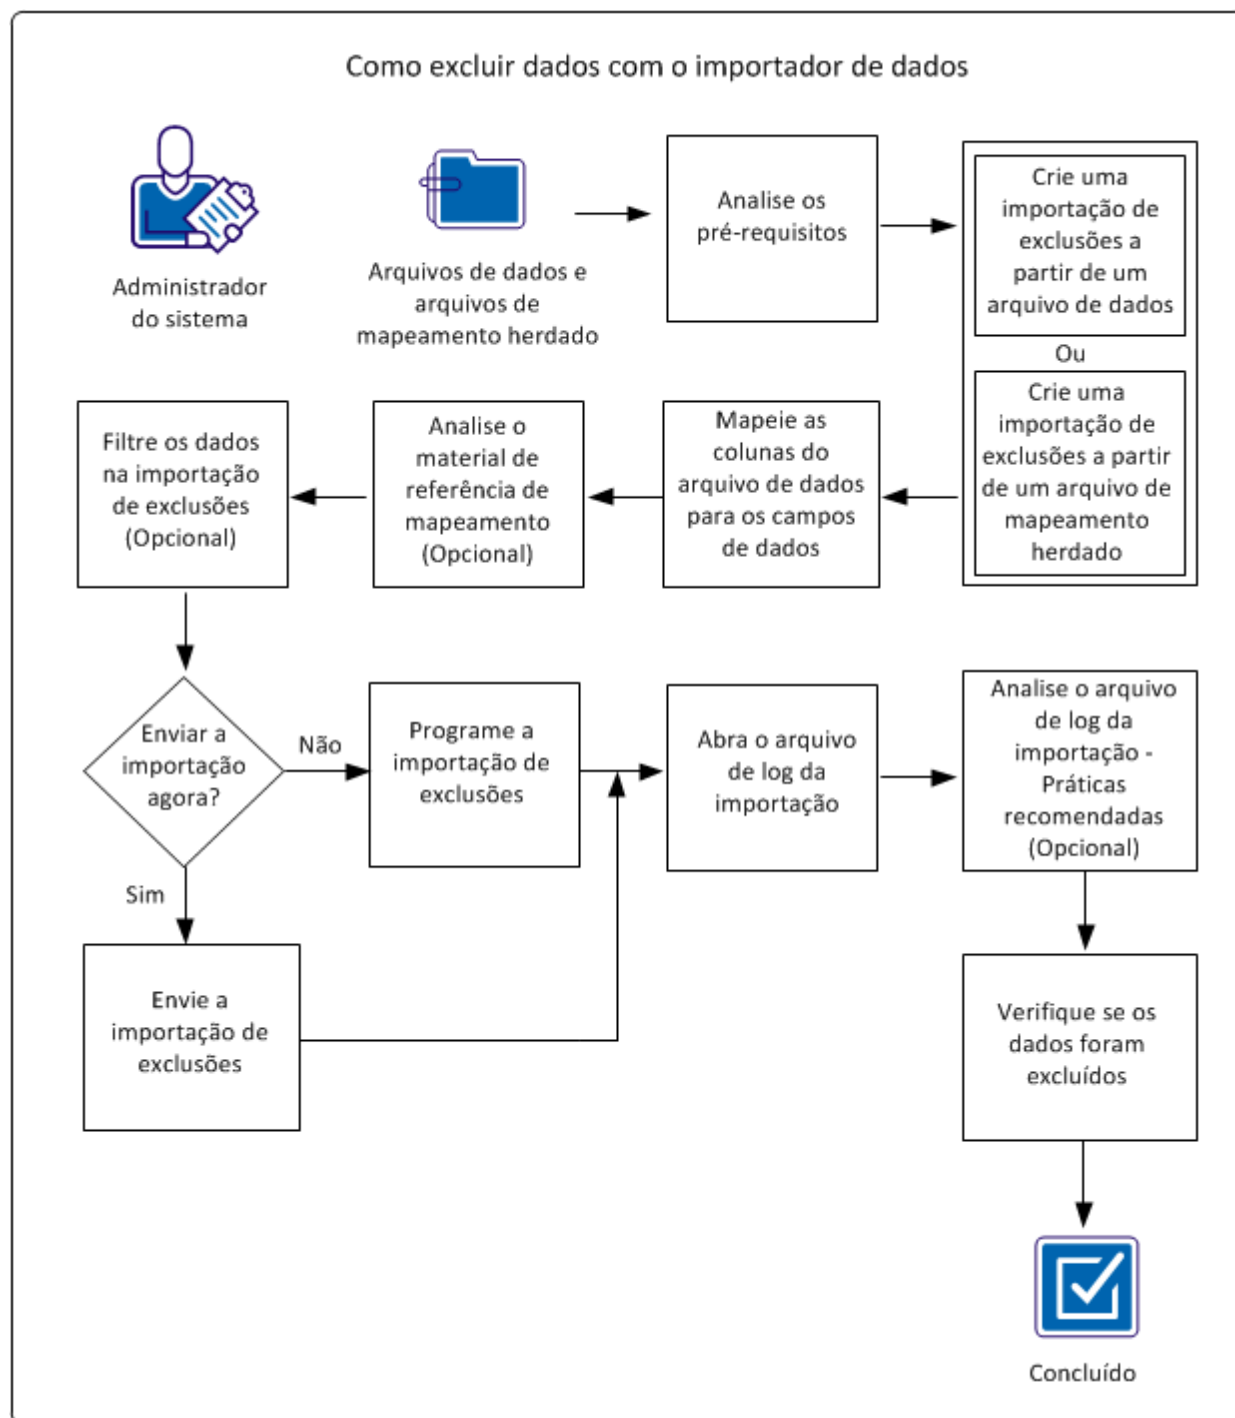 Como excluir dados com o importador de dados
Administrador
do sistema
Arquivos de dados e
arquivos de
mapeamento herdado
Analise os
pré-requisitos
Crie uma
importação de
exclusões a
partir de um
arquivo de dados
Ou
Crie uma
importação de
exclusões a partir
de um arquivo de
mapeamento
herdado
Mapeie as
colunas do
arquivo de dados
para os campos
de dados
Analise o
material de
referência de
mapeamento
(Opcional)
Filtre os dados
na importação
de exclusões
(Opcional)
Enviar a
importação
agora?
Não
Programe a
importação de
exclusões
Sim
Envie a
importação de
exclusões
Abra o arquivo
de log da
importação
Analise o arquivo
de log da
importação -
Práticas
recomendadas
(Opcional)
Verifique se os
dados foram
excluídos
Concluído